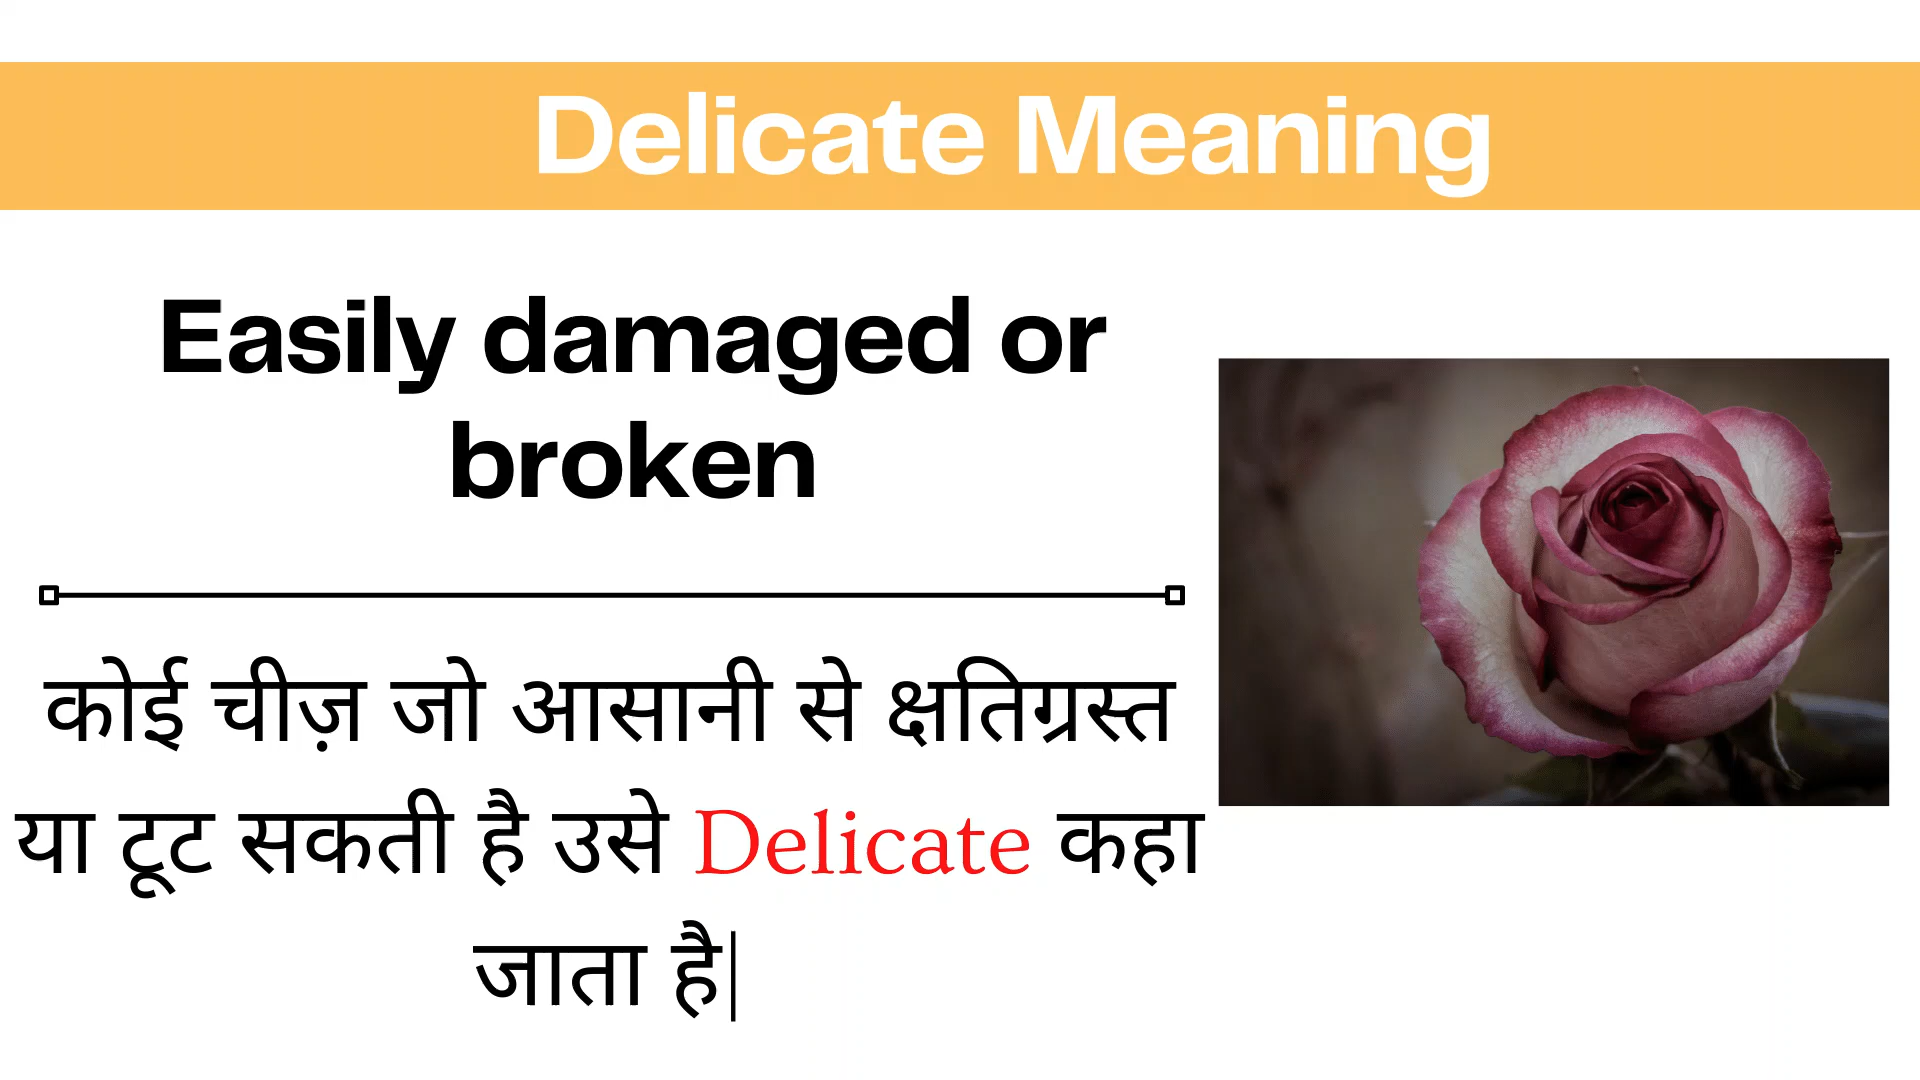 Delicate Meaning
Easily damaged or
broken
कोई चीज़ जो आसानी से क्षतिग्रस्त
या टूट सकती है उसे Delicate कहा
जाता है|